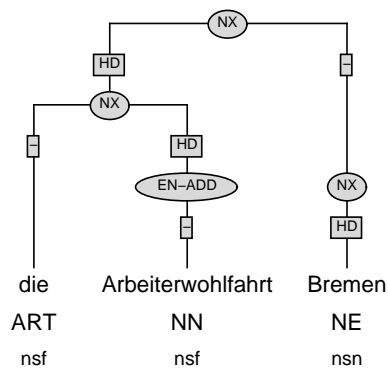 NX
HD –
NX
– HD
EN–ADD NX
– HD
die Arbeiterwohlfahrt Bremen
ART NN NE
nsf nsf nsn